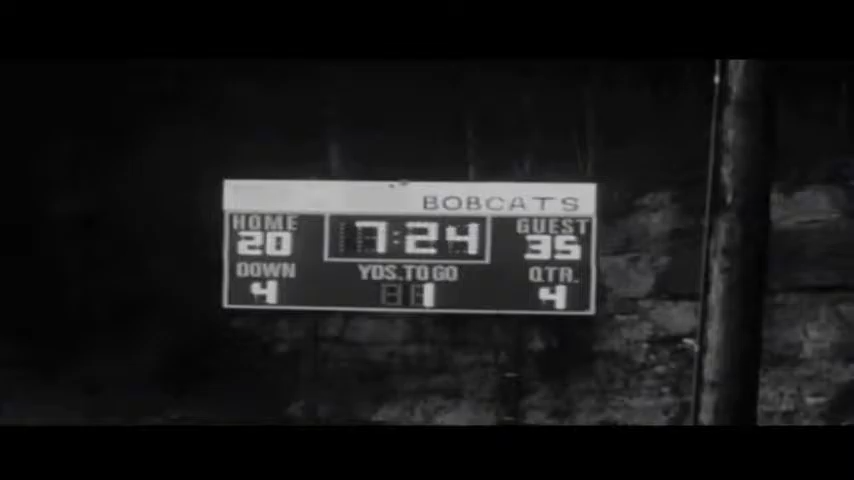 BOBCATS
HOME 7:24 GUEST
20 35
DOWN YDS.TO GO QTR.
4 1 4